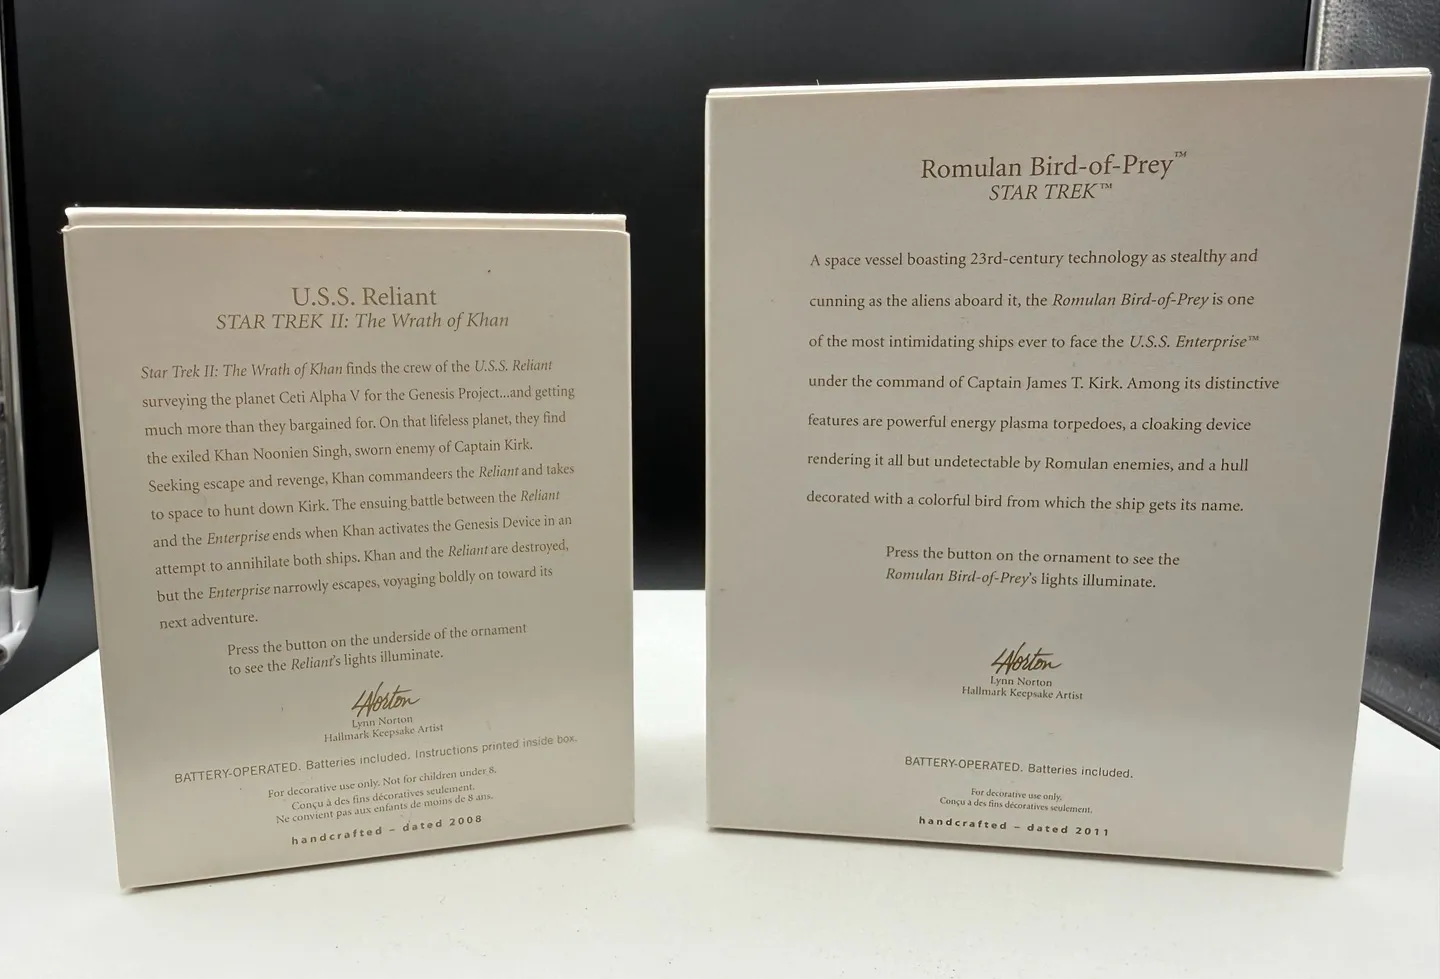 U.S.S. Reliant
STAR TREK II: The Wrath of Khan
Star Trek II: The Wrath of Khan finds the crew of the U.S.S. Reliant
surveying the planet Ceti Alpha V for the Genesis Project...and getting
much more than they bargained for. On that lifeless planet, they find
the exiled Khan Noonien Singh, sworn enemy of Captain Kirk.
Seeking escape and revenge, Khan commandeers the Reliant and takes
to space to hunt down Kirk. The ensuing battle between the Reliant
and the Enterprise ends when Khan activates the Genesis Device in an
attempt to annihilate both ships. Khan and the Reliant are destroyed,
but the Enterprise narrowly escapes, voyaging boldly on toward its
next adventure.
Press the button on the underside of the ornament
to see the Reliant's lights illuminate.
LNorton
Lynn Norton
Hallmark Keepsake Artist
BATTERY-OPERATED. Batteries included. Instructions printed inside box.
For decorative use only. Not for children under 8.
Conçu à des fins décoratives seulement.
Ne convient pas aux enfants de moins de 8 ans.
handcrafted – dated 2008
Romulan Bird-of-Prey™
STAR TREK™
A space vessel boasting 23rd-century technology as stealthy and
cunning as the aliens aboard it, the Romulan Bird-of-Prey is one
of the most intimidating ships ever to face the U.S.S. Enterprise™
under the command of Captain James T. Kirk. Among its distinctive
features are powerful energy plasma torpedoes, a cloaking device
rendering it all but undetectable by Romulan enemies, and a hull
decorated with a colorful bird from which the ship gets its name.
Press the button on the ornament to see the
Romulan Bird-of-Prey's lights illuminate.
LNorton
Lynn Norton
Hallmark Keepsake Artist
BATTERY-OPERATED. Batteries included.
For decorative use only.
Conçu à des fins décoratives seulement.
handcrafted – dated 2011